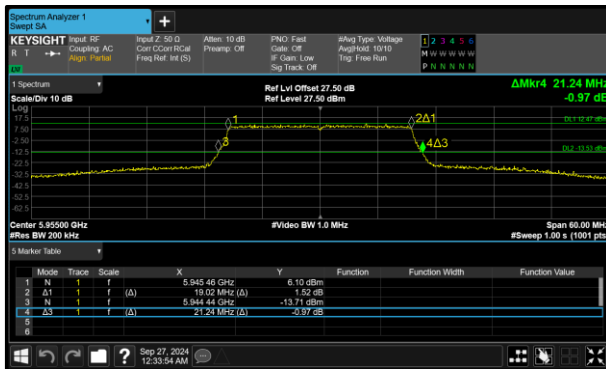 Spectrum Analyzer 1
Swept SA
KEYSIGHT Input: RF Input Z: 50 Ω Atten: 10 dB PNO: Fast #Avg Type: Voltage 1 2 3 4 5 6
R T Coupling: AC Corr CCorr RCal Preamp: Off Gate: Off Avg|Hold: 10/10 M W W W W W
Align: Partial Freq Ref: Int (S) IF Gain: Low Trig: Free Run
Sig Track: Off P N N N N N
1 Spectrum
Ref Lvl Offset 27.50 dB ΔMkr4 21.24 MHz
Scale/Div 10 dB Ref Level 27.50 dBm -0.97 dB
Log
17.5 1 2Δ1 DL1 12.47 dBm
7.50
-2.50 3 4Δ3
-12.5 DL2 -13.53 dBm
-22.5
-32.5
-42.5
-52.5
-62.5
Center 5.95500 GHz #Video BW 1.0 MHz Span 60.00 MHz
#Res BW 200 kHz #Sweep 1.00 s (1001 pts)
5 Marker Table
Mode Trace Scale X Y Function Function Width Function Value
1 N 1 f 5.945 46 GHz 6.10 dBm
2 Δ1 1 f (Δ) 19.02 MHz (Δ) 1.52 dB
3 N 1 f 5.944 44 GHz -13.71 dBm
4 Δ3 1 f (Δ) 21.24 MHz (Δ) -0.97 dB
5
6
? Sep 27, 2024
12:33:54 AM